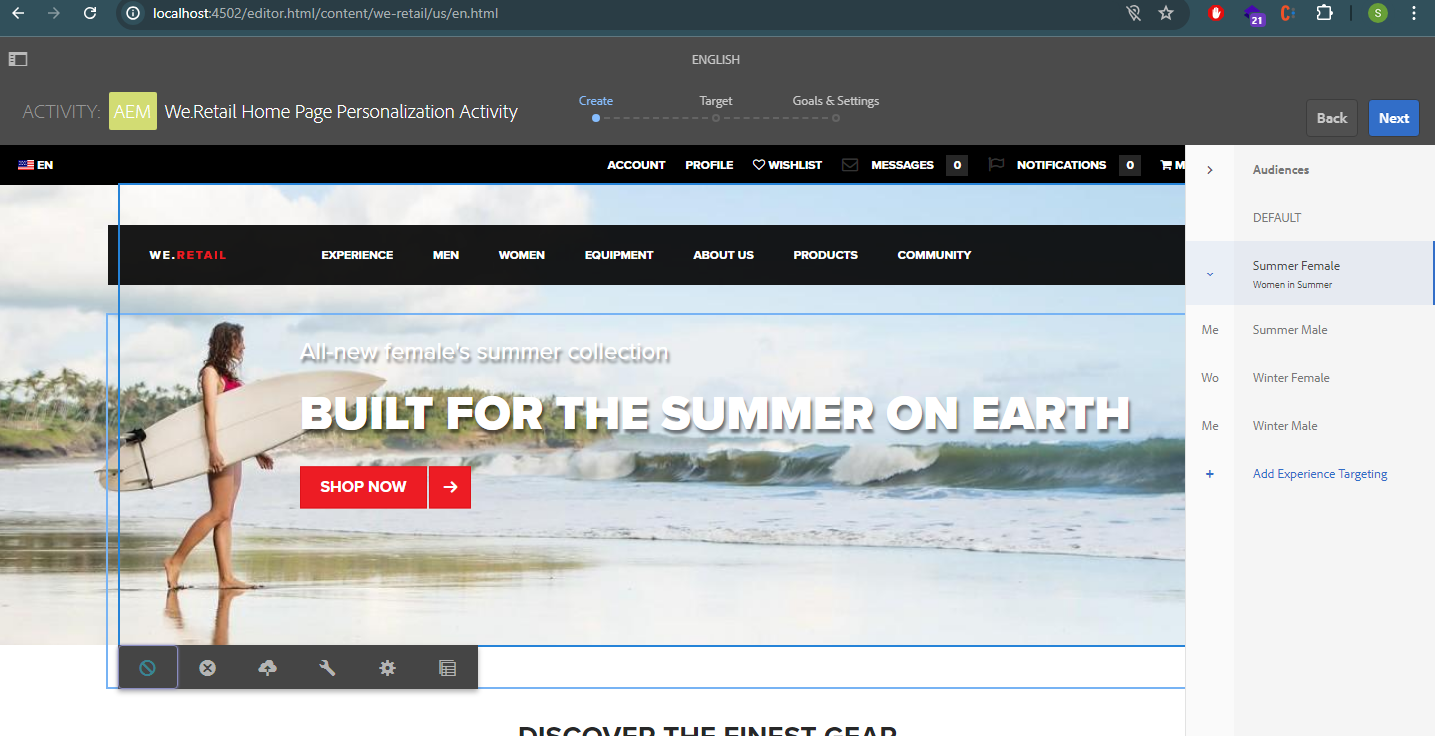 localhost:4502/editor.html/content/we-retail/us/en.html
21
S
ENGLISH
ACTIVITY: AEM We.Retail Home Page Personalization Activity
Create Target Goals & Settings
Back Next
EN
ACCOUNT PROFILE WISHLIST MESSAGES 0 NOTIFICATIONS 0 M
WE.RETAIL EXPERIENCE MEN WOMEN EQUIPMENT ABOUT US PRODUCTS COMMUNITY
All-new female's summer collection
BUILT FOR THE SUMMER ON EARTH
SHOP NOW
DISCOVER THE FINEST GEAR
Audiences
DEFAULT
Summer Female
Women in Summer
Me Summer Male
Wo Winter Female
Me Winter Male
+ Add Experience Targeting